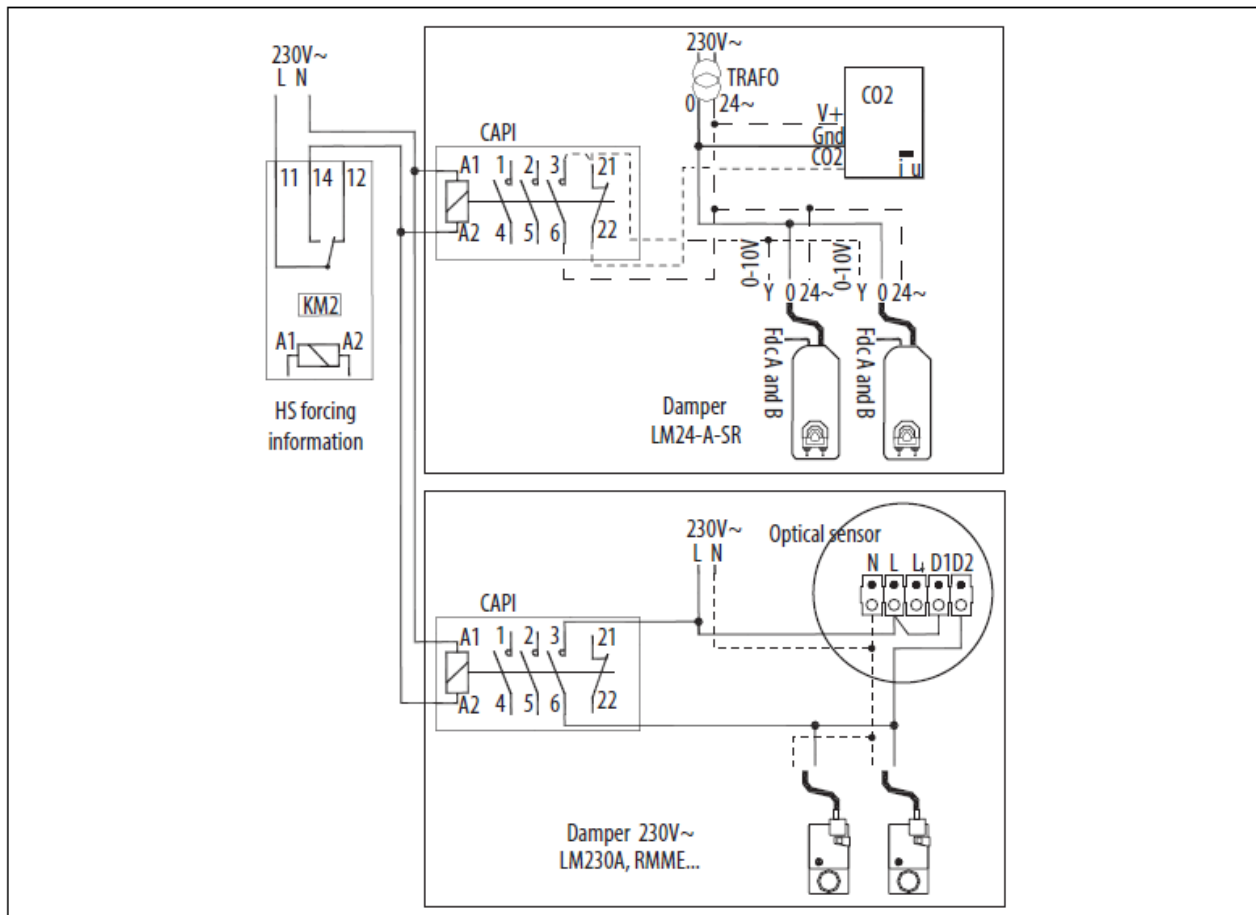 230V~
L N
11 14 12
KM2
A1 A2
HS forcing
information
230V~
TRAFO
0 24~
CO2
V+
Gnd
CO2
i u
CAPI
A1 1 2 3 21
A2 4 5 6 22
0-10V
0-10V
Y 0 24~ Y 0 24~
Fdc A and B
Fdc A and B
Damper
LM24-A-SR
230V~
L N
Optical sensor
N L L D1 D2
CAPI
A1 1 2 3 21
A2 4 5 6 22
Damper 230V~
LM230A, RMME...